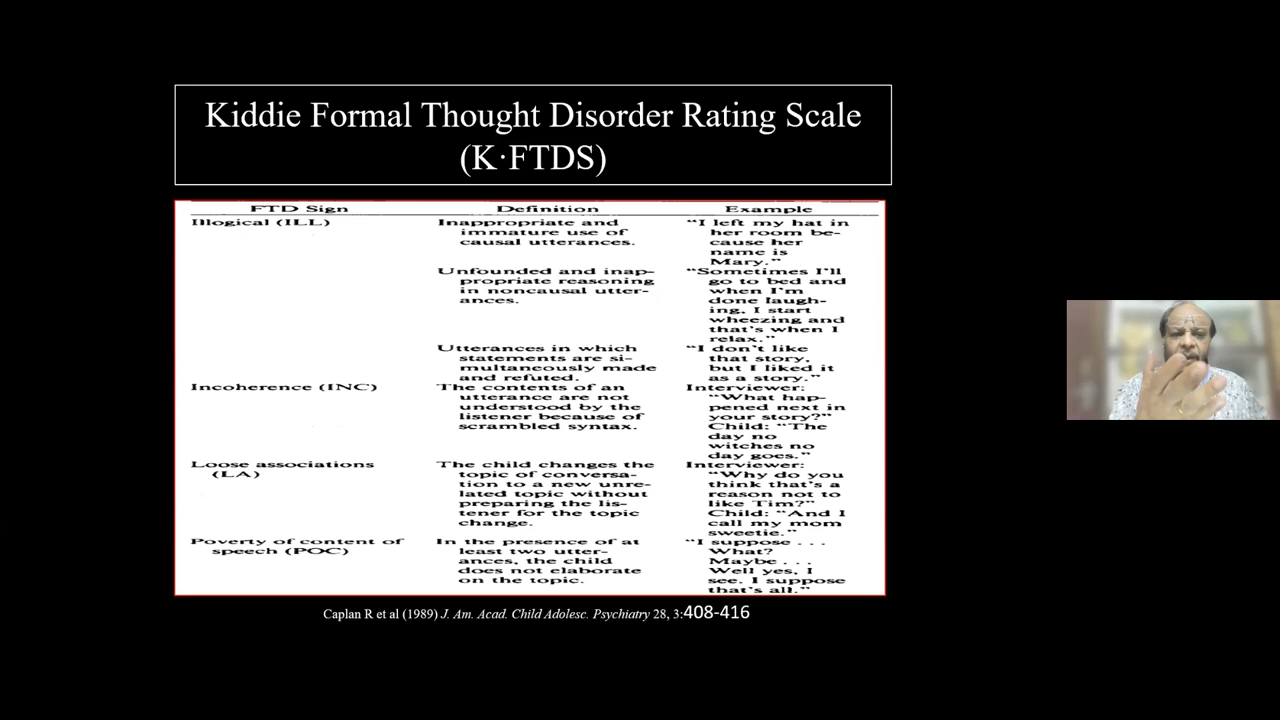 Kiddie Formal Thought Disorder Rating Scale
(K·FTDS)
FTD Sign Definition Example
Illogical (ILL)
Inappropriate and
immature use of
causal utterances.
"I left my hat in
her room be-
cause her
name is
Mary."
Unfounded and inap-
propriate reasoning
in noncausal utter-
ances.
"Sometimes I'll
go to bed and
when I'm
done laugh-
ing, I start
wheezing and
that's when I
relax."
Utterances in which
statements are si-
multaneously made
and refuted.
"I don't like
that story,
but I liked it
as a story."
Incoherence (INC)
The contents of an
utterance are not
understood by the
listener because of
scrambled syntax.
Interviewer:
"What hap-
pened next in
your story?"
Child: "The
day no
witches no
day goes."
Loose associations
(LA)
The child changes the
topic of conversa-
tion to a new unre-
lated topic without
preparing the lis-
tener for the topic
change.
Interviewer:
"Why do you
think that's a
reason not to
like Tim?"
Child: "And I
call my mom
sweetie."
Poverty of content of
speech (POC)
In the presence of at
least two utter-
ances, the child
does not elaborate
on the topic.
"I suppose . . .
What?
Maybe . . .
Well yes, I
see. I suppose
that's all."
Caplan R et al (1989) J. Am. Acad. Child Adolesc. Psychiatry 28, 3:408-416